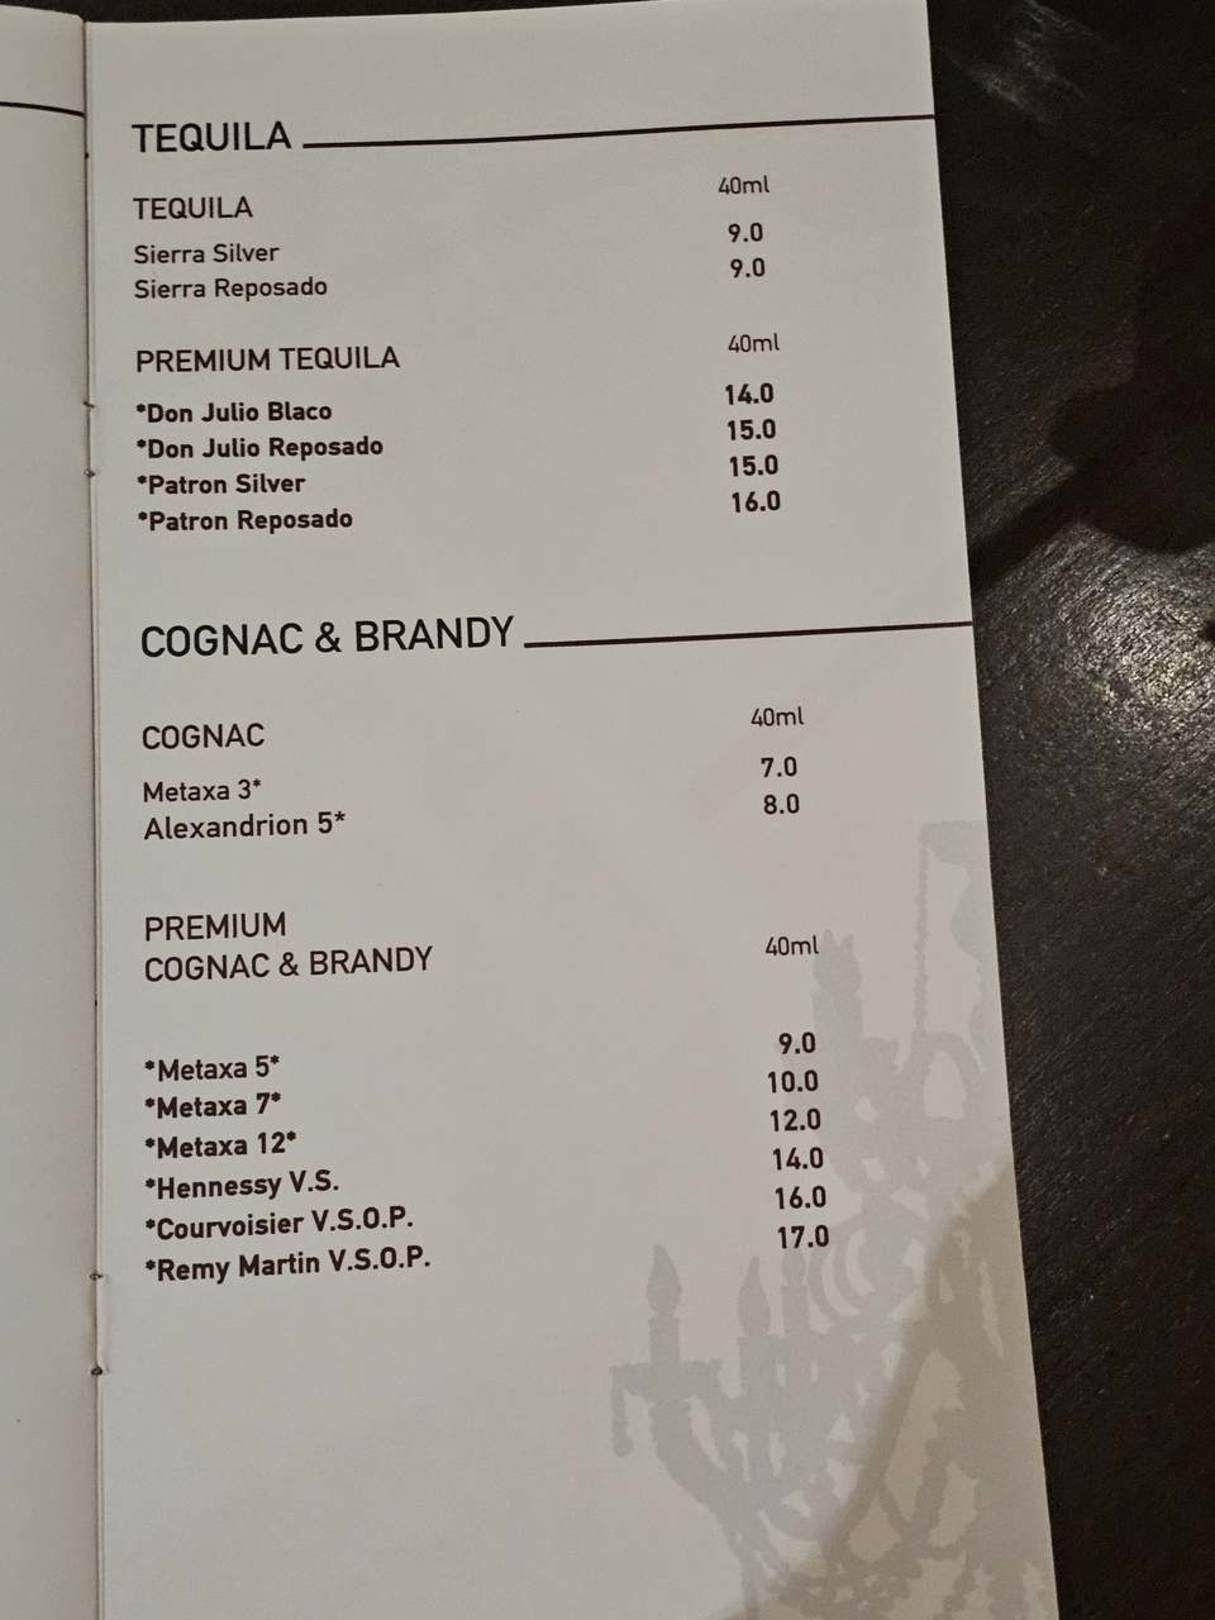 TEQUILA
TEQUILA 40ml
Sierra Silver 9.0
Sierra Reposado 9.0
PREMIUM TEQUILA 40ml
*Don Julio Blaco 14.0
*Don Julio Reposado 15.0
*Patron Silver 15.0
*Patron Reposado 16.0
COGNAC & BRANDY
COGNAC 40ml
Metaxa 3* 7.0
Alexandrion 5* 8.0
PREMIUM
COGNAC & BRANDY 40ml
*Metaxa 5* 9.0
*Metaxa 7* 10.0
*Metaxa 12* 12.0
*Hennessy V.S. 14.0
*Courvoisier V.S.O.P. 16.0
*Remy Martin V.S.O.P. 17.0